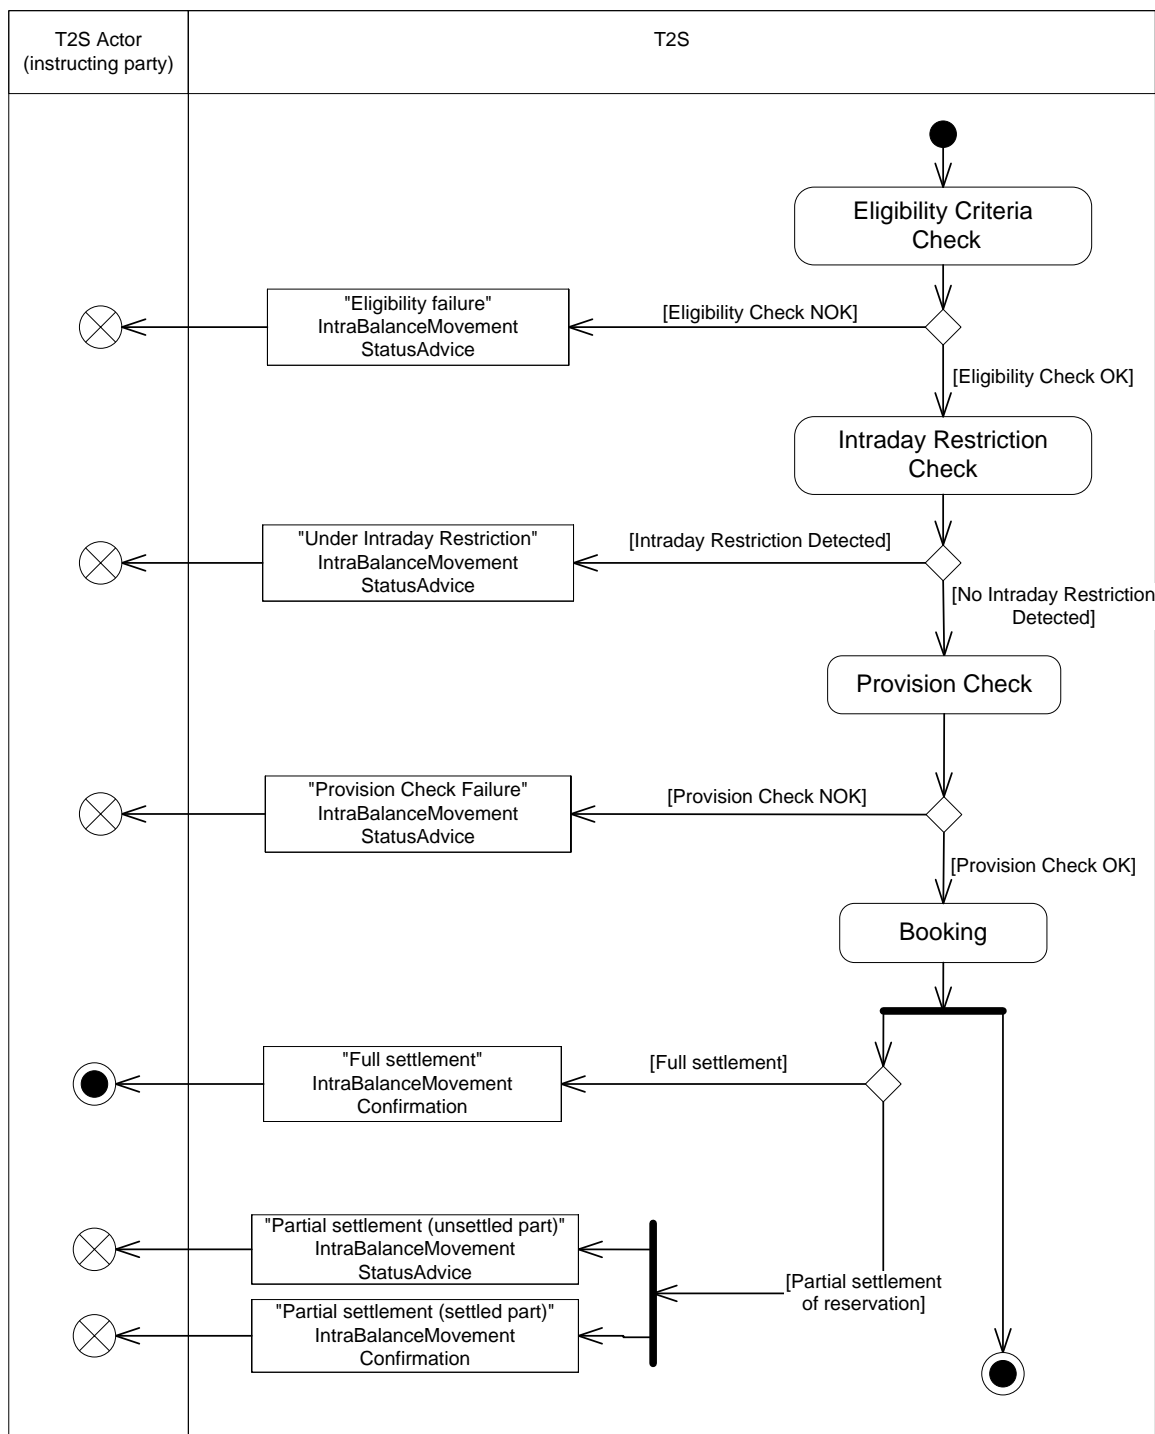 T2S Actor
(instructing party)
T2S
Eligibility Criteria
Check
"Eligibility failure"
IntraBalanceMovement
StatusAdvice
[Eligibility Check NOK]
[Eligibility Check OK]
Intraday Restriction
Check
"Under Intraday Restriction"
IntraBalanceMovement
StatusAdvice
[Intraday Restriction Detected]
[No Intraday Restriction
Detected]
Provision Check
"Provision Check Failure"
IntraBalanceMovement
StatusAdvice
[Provision Check NOK]
[Provision Check OK]
Booking
"Full settlement"
IntraBalanceMovement
Confirmation
[Full settlement]
"Partial settlement (unsettled part)"
IntraBalanceMovement
StatusAdvice
[Partial settlement
of reservation]
"Partial settlement (settled part)"
IntraBalanceMovement
Confirmation